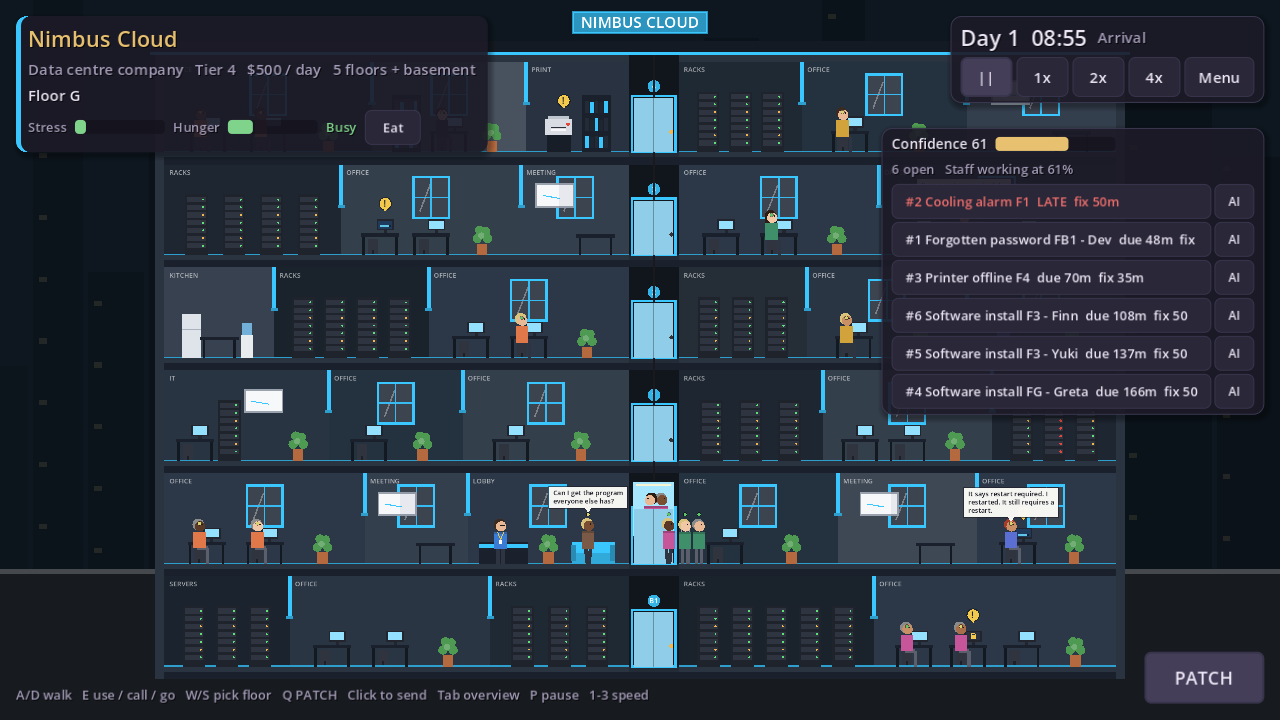 NIMBUS CLOUD
Nimbus Cloud
Data centre company Tier 4 $500 / day 5 floors + basement
Floor G
Stress Hunger Busy Eat
Day 1 08:55 Arrival
|| 1x 2x 4x Menu
Confidence 61
6 open Staff working at 61%
#2 Cooling alarm F1 LATE fix 50m AI
#1 Forgotten password FB1 - Dev due 48m fix AI
#3 Printer offline F4 due 70m fix 35m AI
#6 Software install F3 - Finn due 108m fix 50 AI
#5 Software install F3 - Yuki due 137m fix 50 AI
#4 Software install FG - Greta due 166m fix 50 AI
PRINT RACKS OFFICE
RACKS OFFICE MEETING OFFICE
KITCHEN RACKS OFFICE RACKS OFFICE
IT OFFICE OFFICE RACKS OFFICE
OFFICE MEETING LOBBY OFFICE MEETING OFFICE
Can I get the program
everyone else has?
It says restart required. I
restarted. It still requires a
restart.
SERVERS OFFICE RACKS B1 RACKS OFFICE
PATCH
A/D walk E use / call / go W/S pick floor Q PATCH Click to send Tab overview P pause 1-3 speed